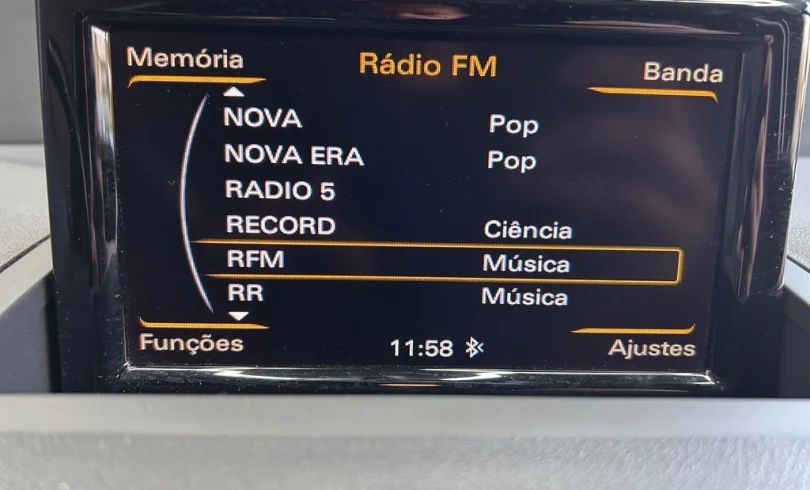 Memória Rádio FM Banda
NOVA Pop
NOVA ERA Pop
RADIO 5
RECORD Ciência
RFM Música
RR Música
Funções 11:58 Ajustes